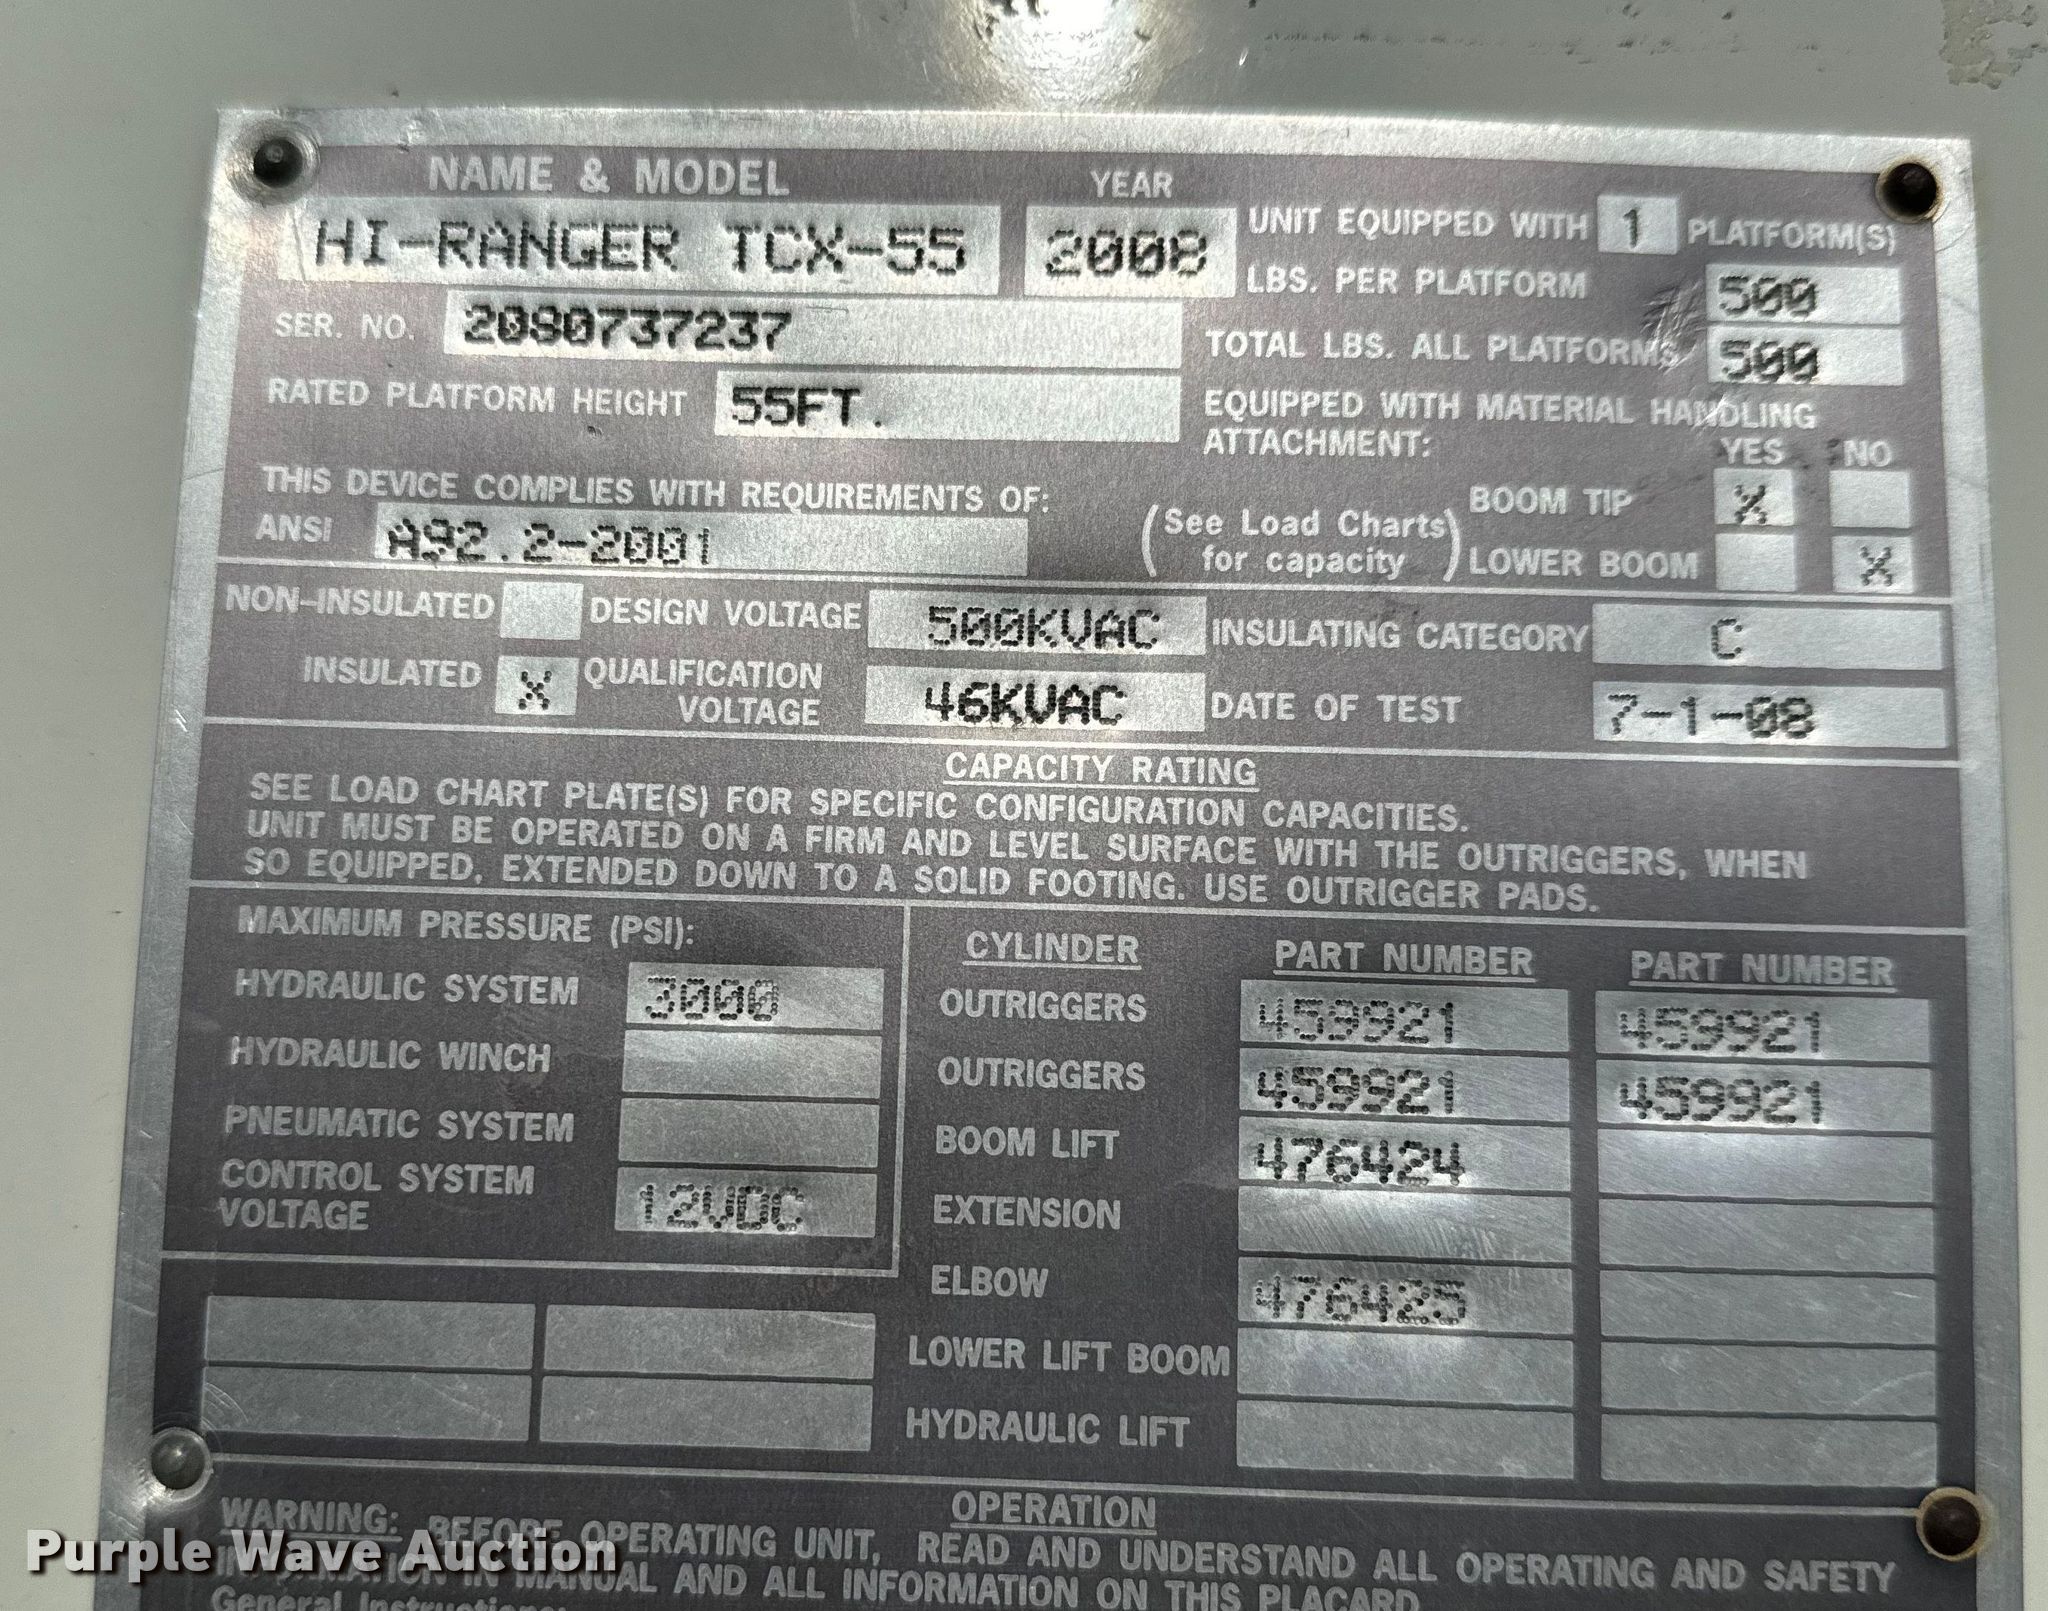 NAME & MODEL YEAR
HI-RANGER TCX-55 2008
UNIT EQUIPPED WITH 1 PLATFORM(S)
LBS. PER PLATFORM 500
SER. NO. 2080737237
TOTAL LBS. ALL PLATFORMS 500
RATED PLATFORM HEIGHT 55FT.
EQUIPPED WITH MATERIAL HANDLING
ATTACHMENT: YES NO
THIS DEVICE COMPLIES WITH REQUIREMENTS OF:
ANSI A92.2-2001
(See Load Charts
for capacity)
BOOM TIP X
LOWER BOOM X
NON-INSULATED DESIGN VOLTAGE 500KVAC INSULATING CATEGORY C
INSULATED X QUALIFICATION
VOLTAGE 46KVAC DATE OF TEST 7-1-08
CAPACITY RATING
SEE LOAD CHART PLATE(S) FOR SPECIFIC CONFIGURATION CAPACITIES.
UNIT MUST BE OPERATED ON A FIRM AND LEVEL SURFACE WITH THE OUTRIGGERS, WHEN
SO EQUIPPED, EXTENDED DOWN TO A SOLID FOOTING. USE OUTRIGGER PADS.
MAXIMUM PRESSURE (PSI):
HYDRAULIC SYSTEM 3000
HYDRAULIC WINCH
PNEUMATIC SYSTEM
CONTROL SYSTEM
VOLTAGE 12VDC
CYLINDER PART NUMBER PART NUMBER
OUTRIGGERS 459921 459921
OUTRIGGERS 459921 459921
BOOM LIFT 476424
EXTENSION
ELBOW 476425
LOWER LIFT BOOM
HYDRAULIC LIFT
OPERATION
WARNING: BEFORE OPERATING UNIT, READ AND UNDERSTAND ALL OPERATING AND SAFETY
INFORMATION IN MANUAL AND ALL INFORMATION ON THIS PLACARD
General Instructions:
Purple Wave Auction